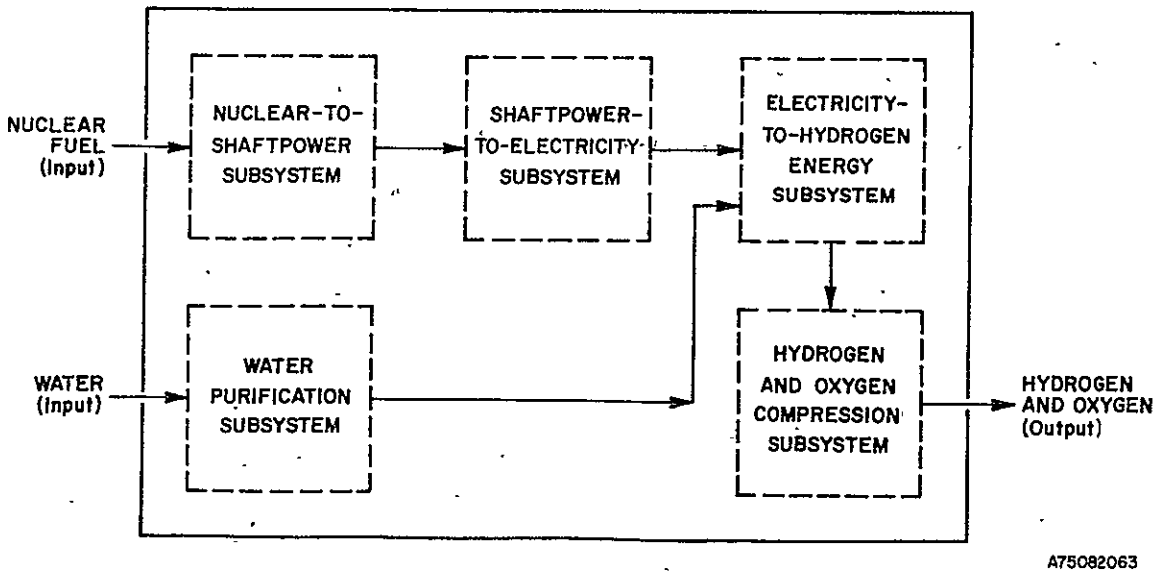 NUCLEAR
FUEL
(Input)
NUCLEAR-TO-
SHAFTPOWER
SUBSYSTEM
SHAFTPOWER-
TO-ELECTRICITY
SUBSYSTEM
ELECTRICITY-
TO-HYDROGEN
ENERGY
SUBSYSTEM
WATER
(Input)
WATER
PURIFICATION
SUBSYSTEM
HYDROGEN
AND OXYGEN
COMPRESSION
SUBSYSTEM
HYDROGEN
AND OXYGEN
(Output)
A75082063